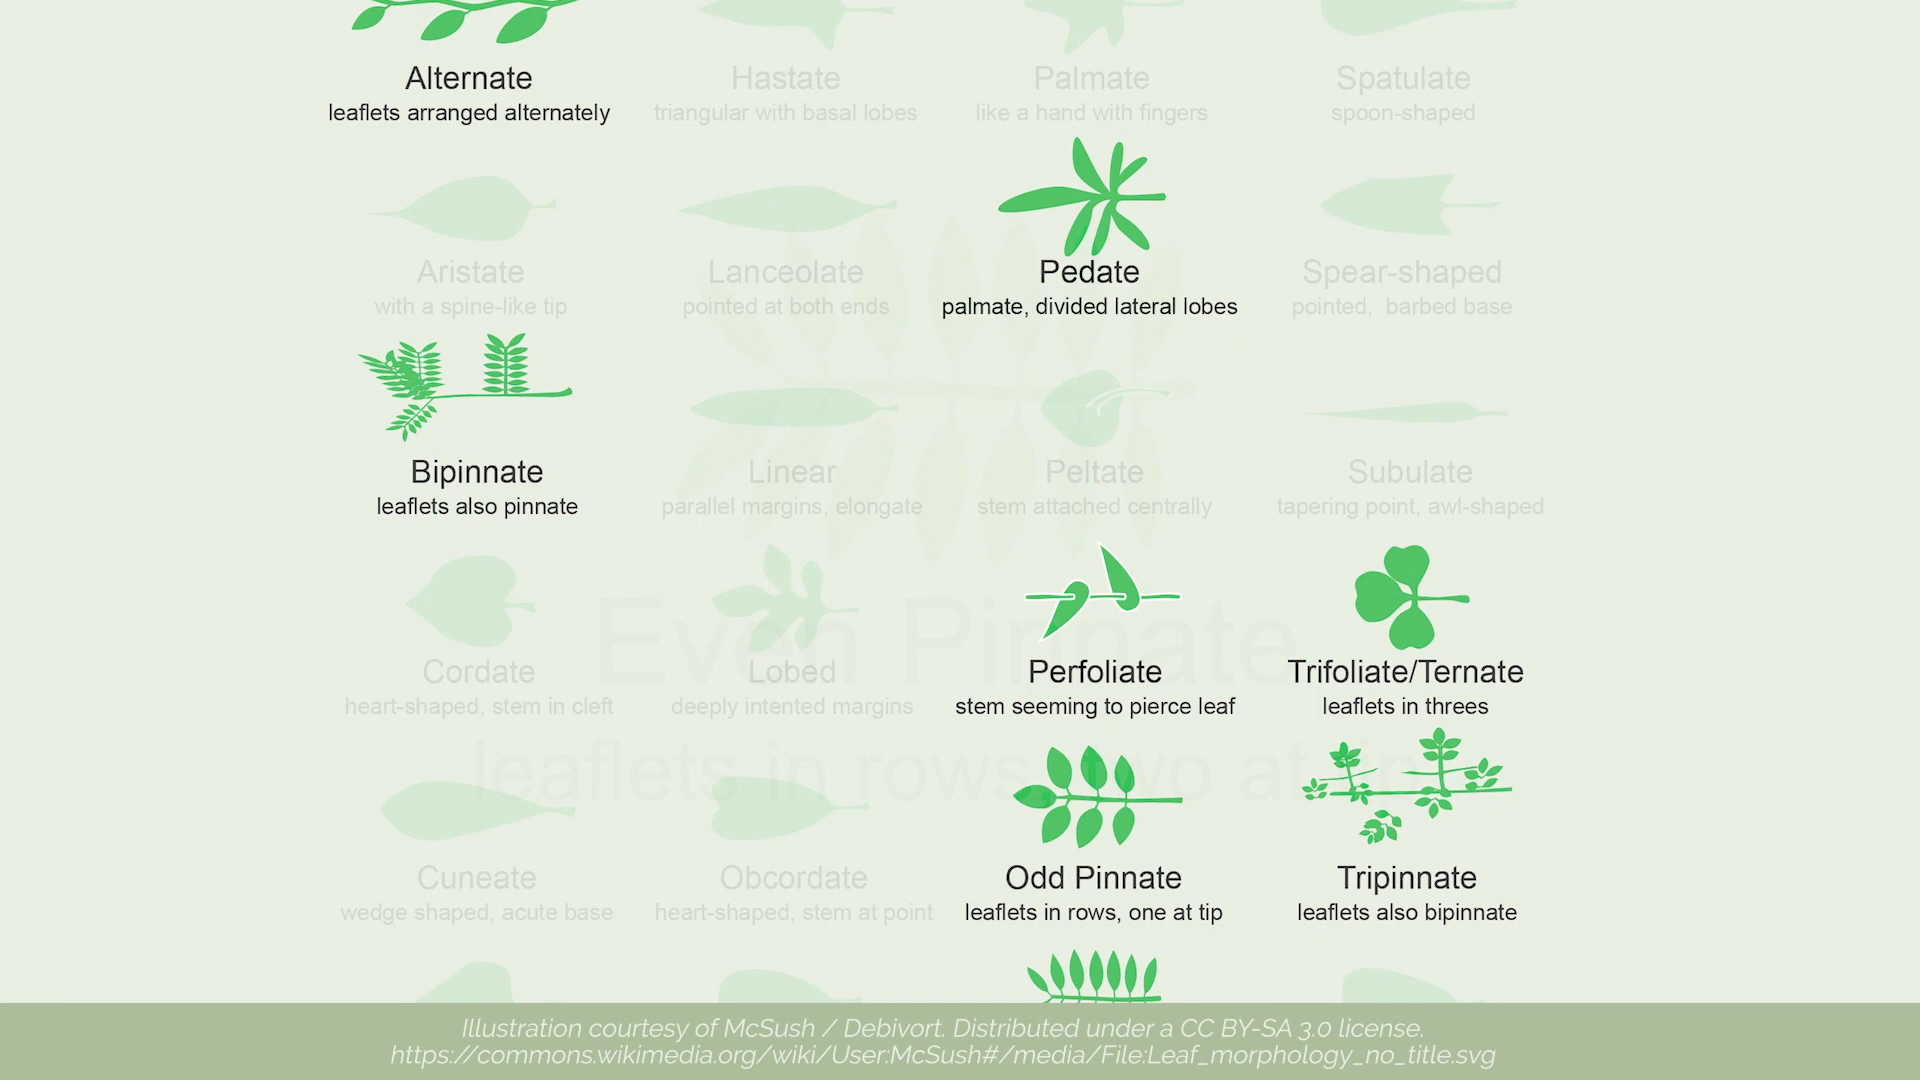 Alternate
leaflets arranged alternately
Hastate
triangular with basal lobes
Palmate
like a hand with fingers
Spatulate
spoon-shaped
Aristate
with a spine-like tip
Lanceolate
pointed at both ends
Pedate
palmate, divided lateral lobes
Spear-shaped
pointed, barbed base
Bipinnate
leaflets also pinnate
Linear
parallel margins, elongate
Peltate
stem attached centrally
Subulate
tapering point, awl-shaped
Cordate
heart-shaped, stem in cleft
Lobed
deeply intented margins
Perfoliate
stem seeming to pierce leaf
Trifoliate/Ternate
leaflets in threes
Even Pinnate
leaflets in rows, two at tip
Cuneate
wedge shaped, acute base
Obcordate
heart-shaped, stem at point
Odd Pinnate
leaflets in rows, one at tip
Tripinnate
leaflets also bipinnate
Illustration courtesy of McSush / Debivort. Distributed under a CC BY-SA 3.0 license.
https://commons.wikimedia.org/wiki/User:McSush#/media/File:Leaf_morphology_no_title.svg